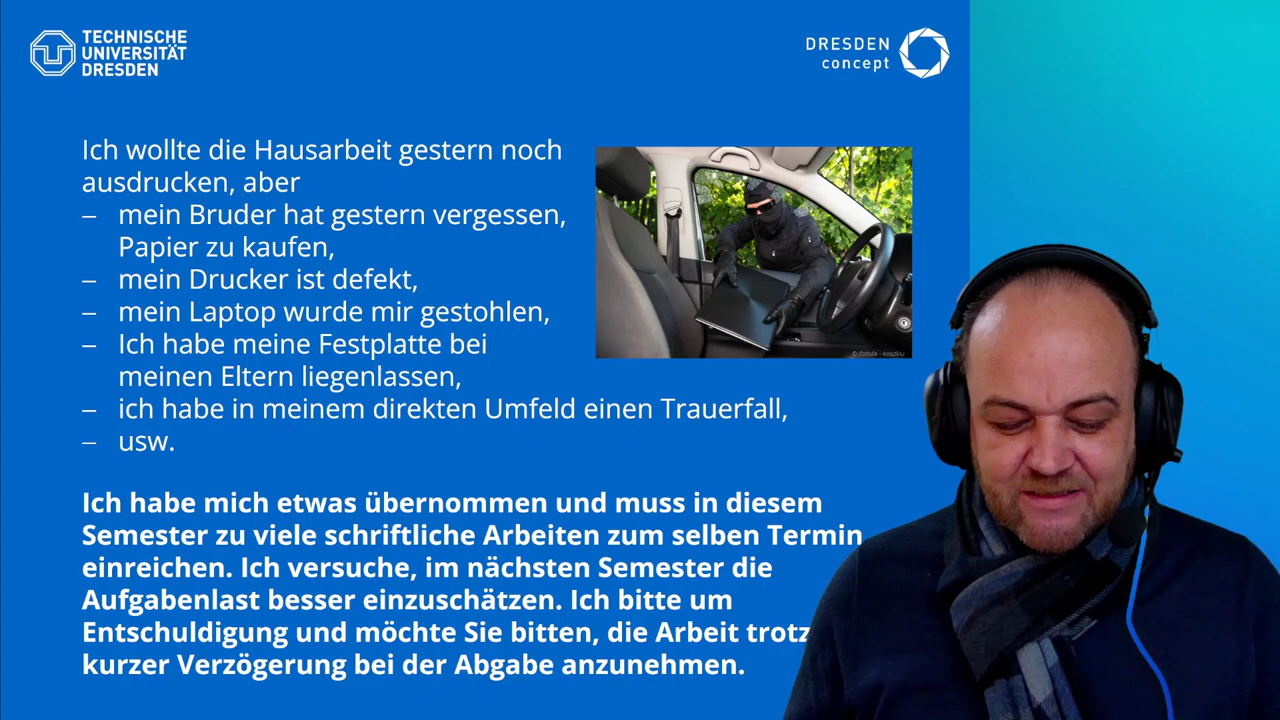 TECHNISCHE
UNIVERSITÄT
DRESDEN
DRESDEN
concept
Ich wollte die Hausarbeit gestern noch
ausdrucken, aber
– mein Bruder hat gestern vergessen,
Papier zu kaufen,
– mein Drucker ist defekt,
– mein Laptop wurde mir gestohlen,
– Ich habe meine Festplatte bei
meinen Eltern liegenlassen,
– ich habe in meinem direkten Umfeld einen Trauerfall,
– usw.
© fotolia - kasziSi
Ich habe mich etwas übernommen und muss in diesem
Semester zu viele schriftliche Arbeiten zum selben Termin
einreichen. Ich versuche, im nächsten Semester die
Aufgabenlast besser einzuschätzen. Ich bitte um
Entschuldigung und möchte Sie bitten, die Arbeit trotz
kurzer Verzögerung bei der Abgabe anzunehmen.